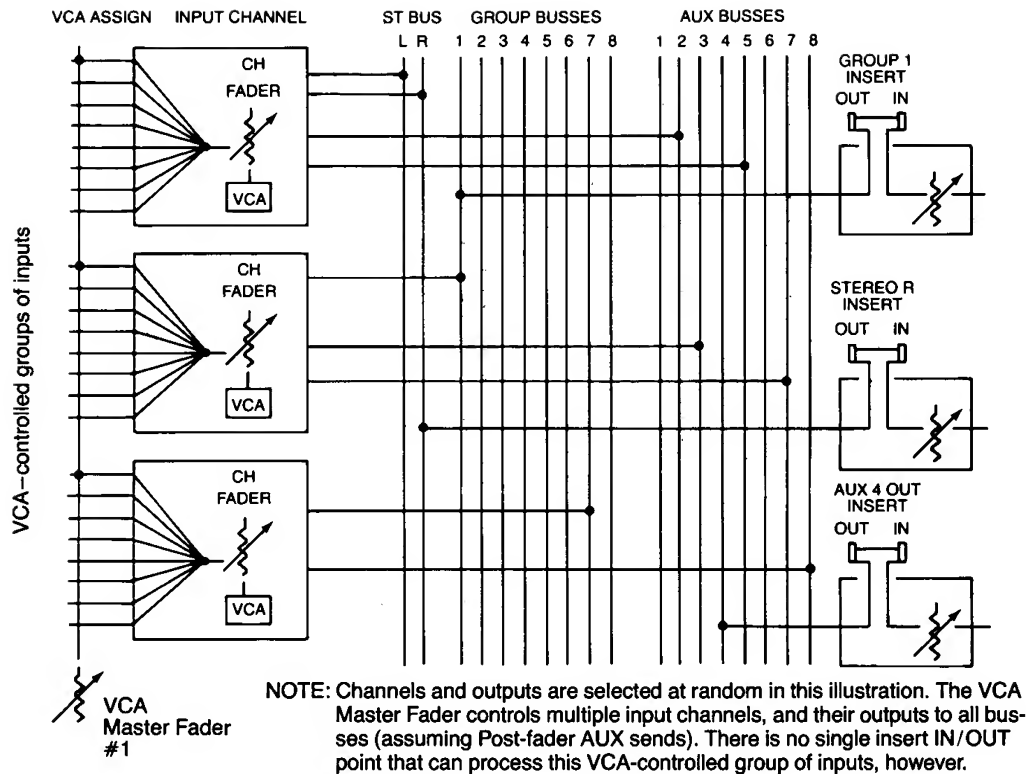 VCA ASSIGN INPUT CHANNEL ST BUS GROUP BUSSES AUX BUSSES
L R 1 2 3 4 5 6 7 8 1 2 3 4 5 6 7 8
CH
FADER
VCA
CH
FADER
VCA
CH
FADER
VCA
GROUP 1
INSERT
OUT IN
STEREO R
INSERT
OUT IN
AUX 4 OUT
INSERT
OUT IN
VCA–controlled groups of inputs
VCA
Master Fader
#1
NOTE: Channels and outputs are selected at random in this illustration. The VCA
Master Fader controls multiple input channels, and their outputs to all bus-
ses (assuming Post-fader AUX sends). There is no single insert IN/OUT
point that can process this VCA-controlled group of inputs, however.